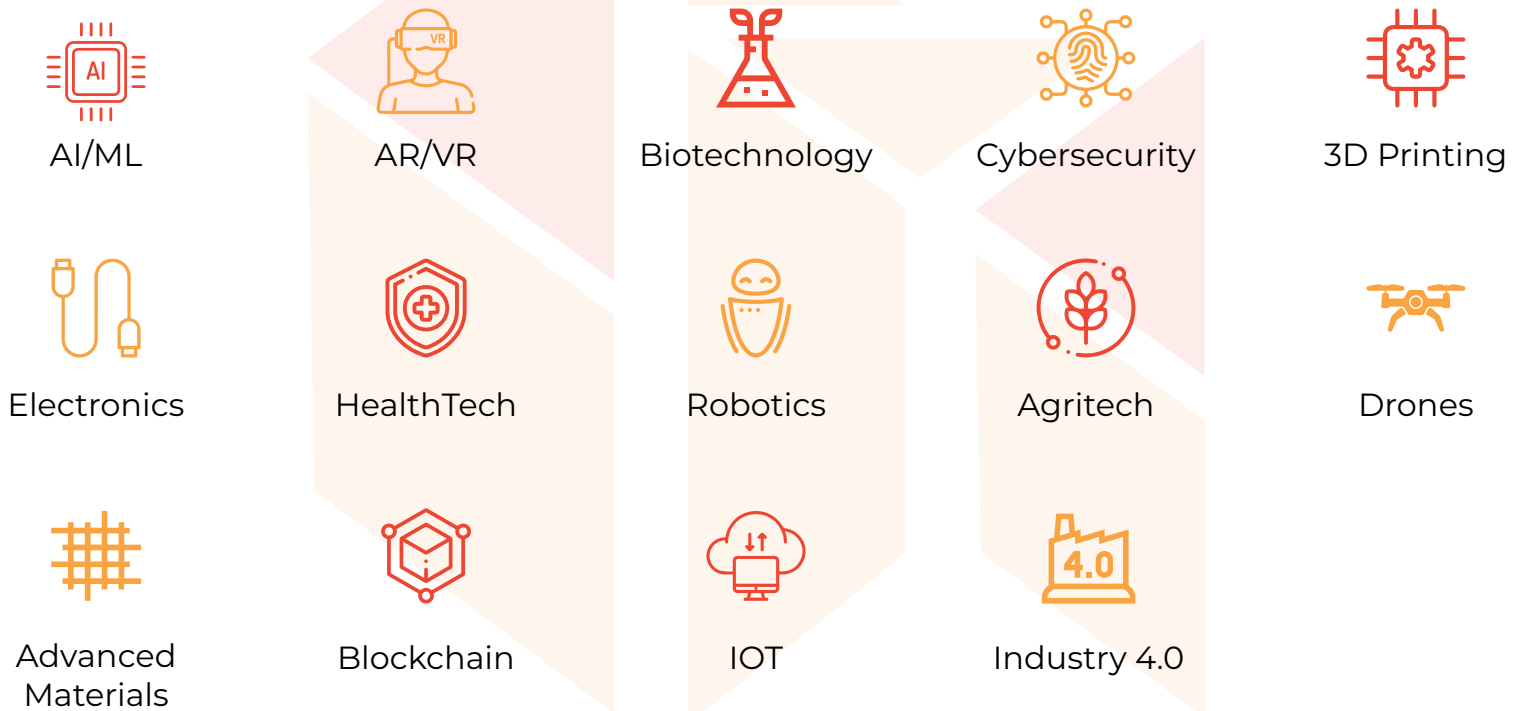 AI
VR
AI/ML
AR/VR
Biotechnology
Cybersecurity
3D Printing
Electronics
HealthTech
Robotics
Agritech
Drones
4.0
Advanced
Materials
Blockchain
IOT
Industry 4.0